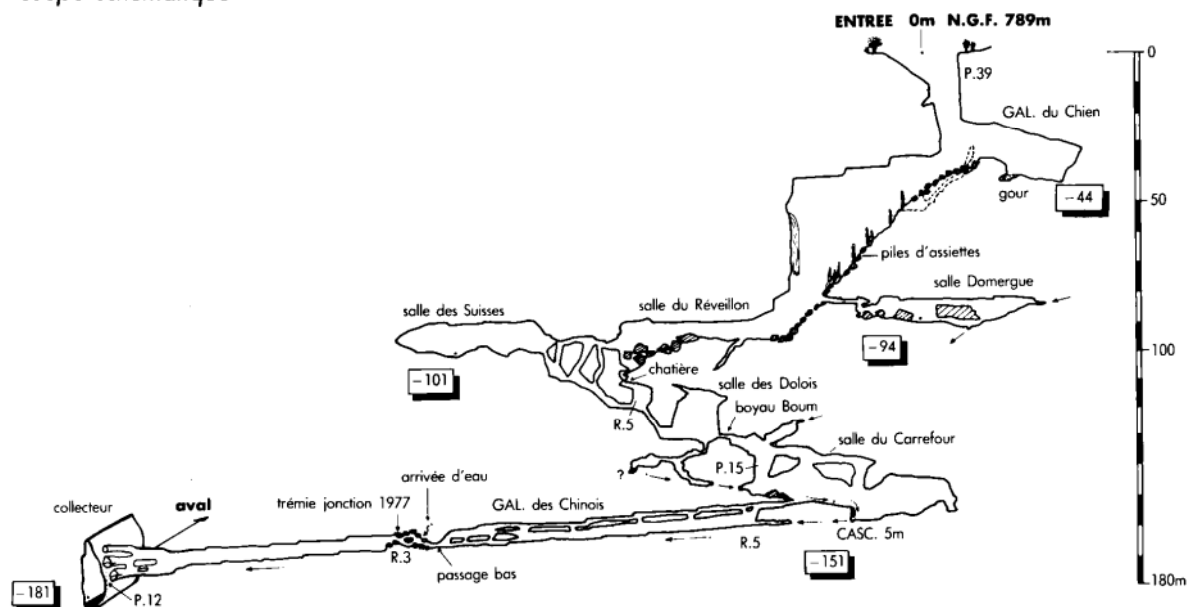 ENTREE 0m N.G.F. 789m
0
P.39
GAL. du Chien
gour
-44
50
piles d'assiettes
salle Domergue
salle des Suisses
salle du Réveillon
-94
100
-101
chatière
salle des Dolois
R.5
boyau Boum
salle du Carrefour
P.15
?
arrivée d'eau
trémie jonction 1977
GAL. des Chinois
collecteur
aval
CASC. 5m
R.5
-151
R.3
passage bas
-181
P.12
180m